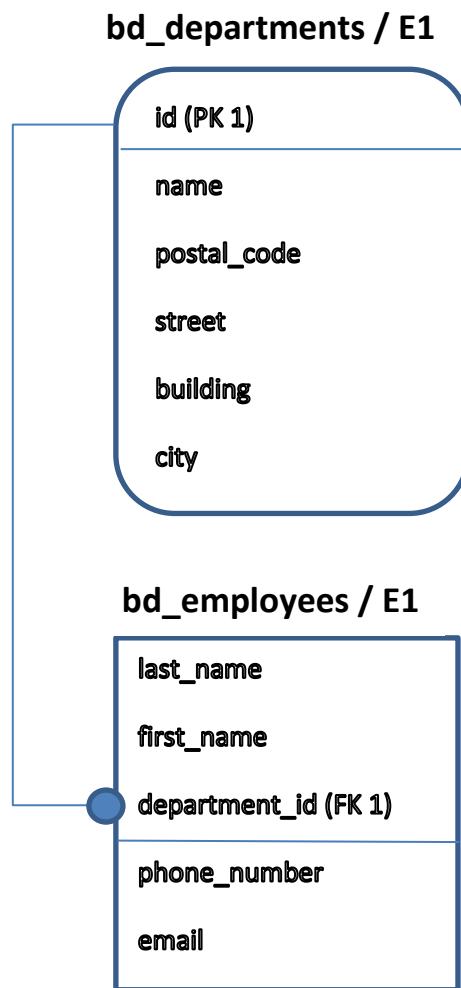 bd_departments / E1
id (PK 1)
name
postal_code
street
building
city
bd_employees / E1
last_name
first_name
department_id (FK 1)
phone_number
email